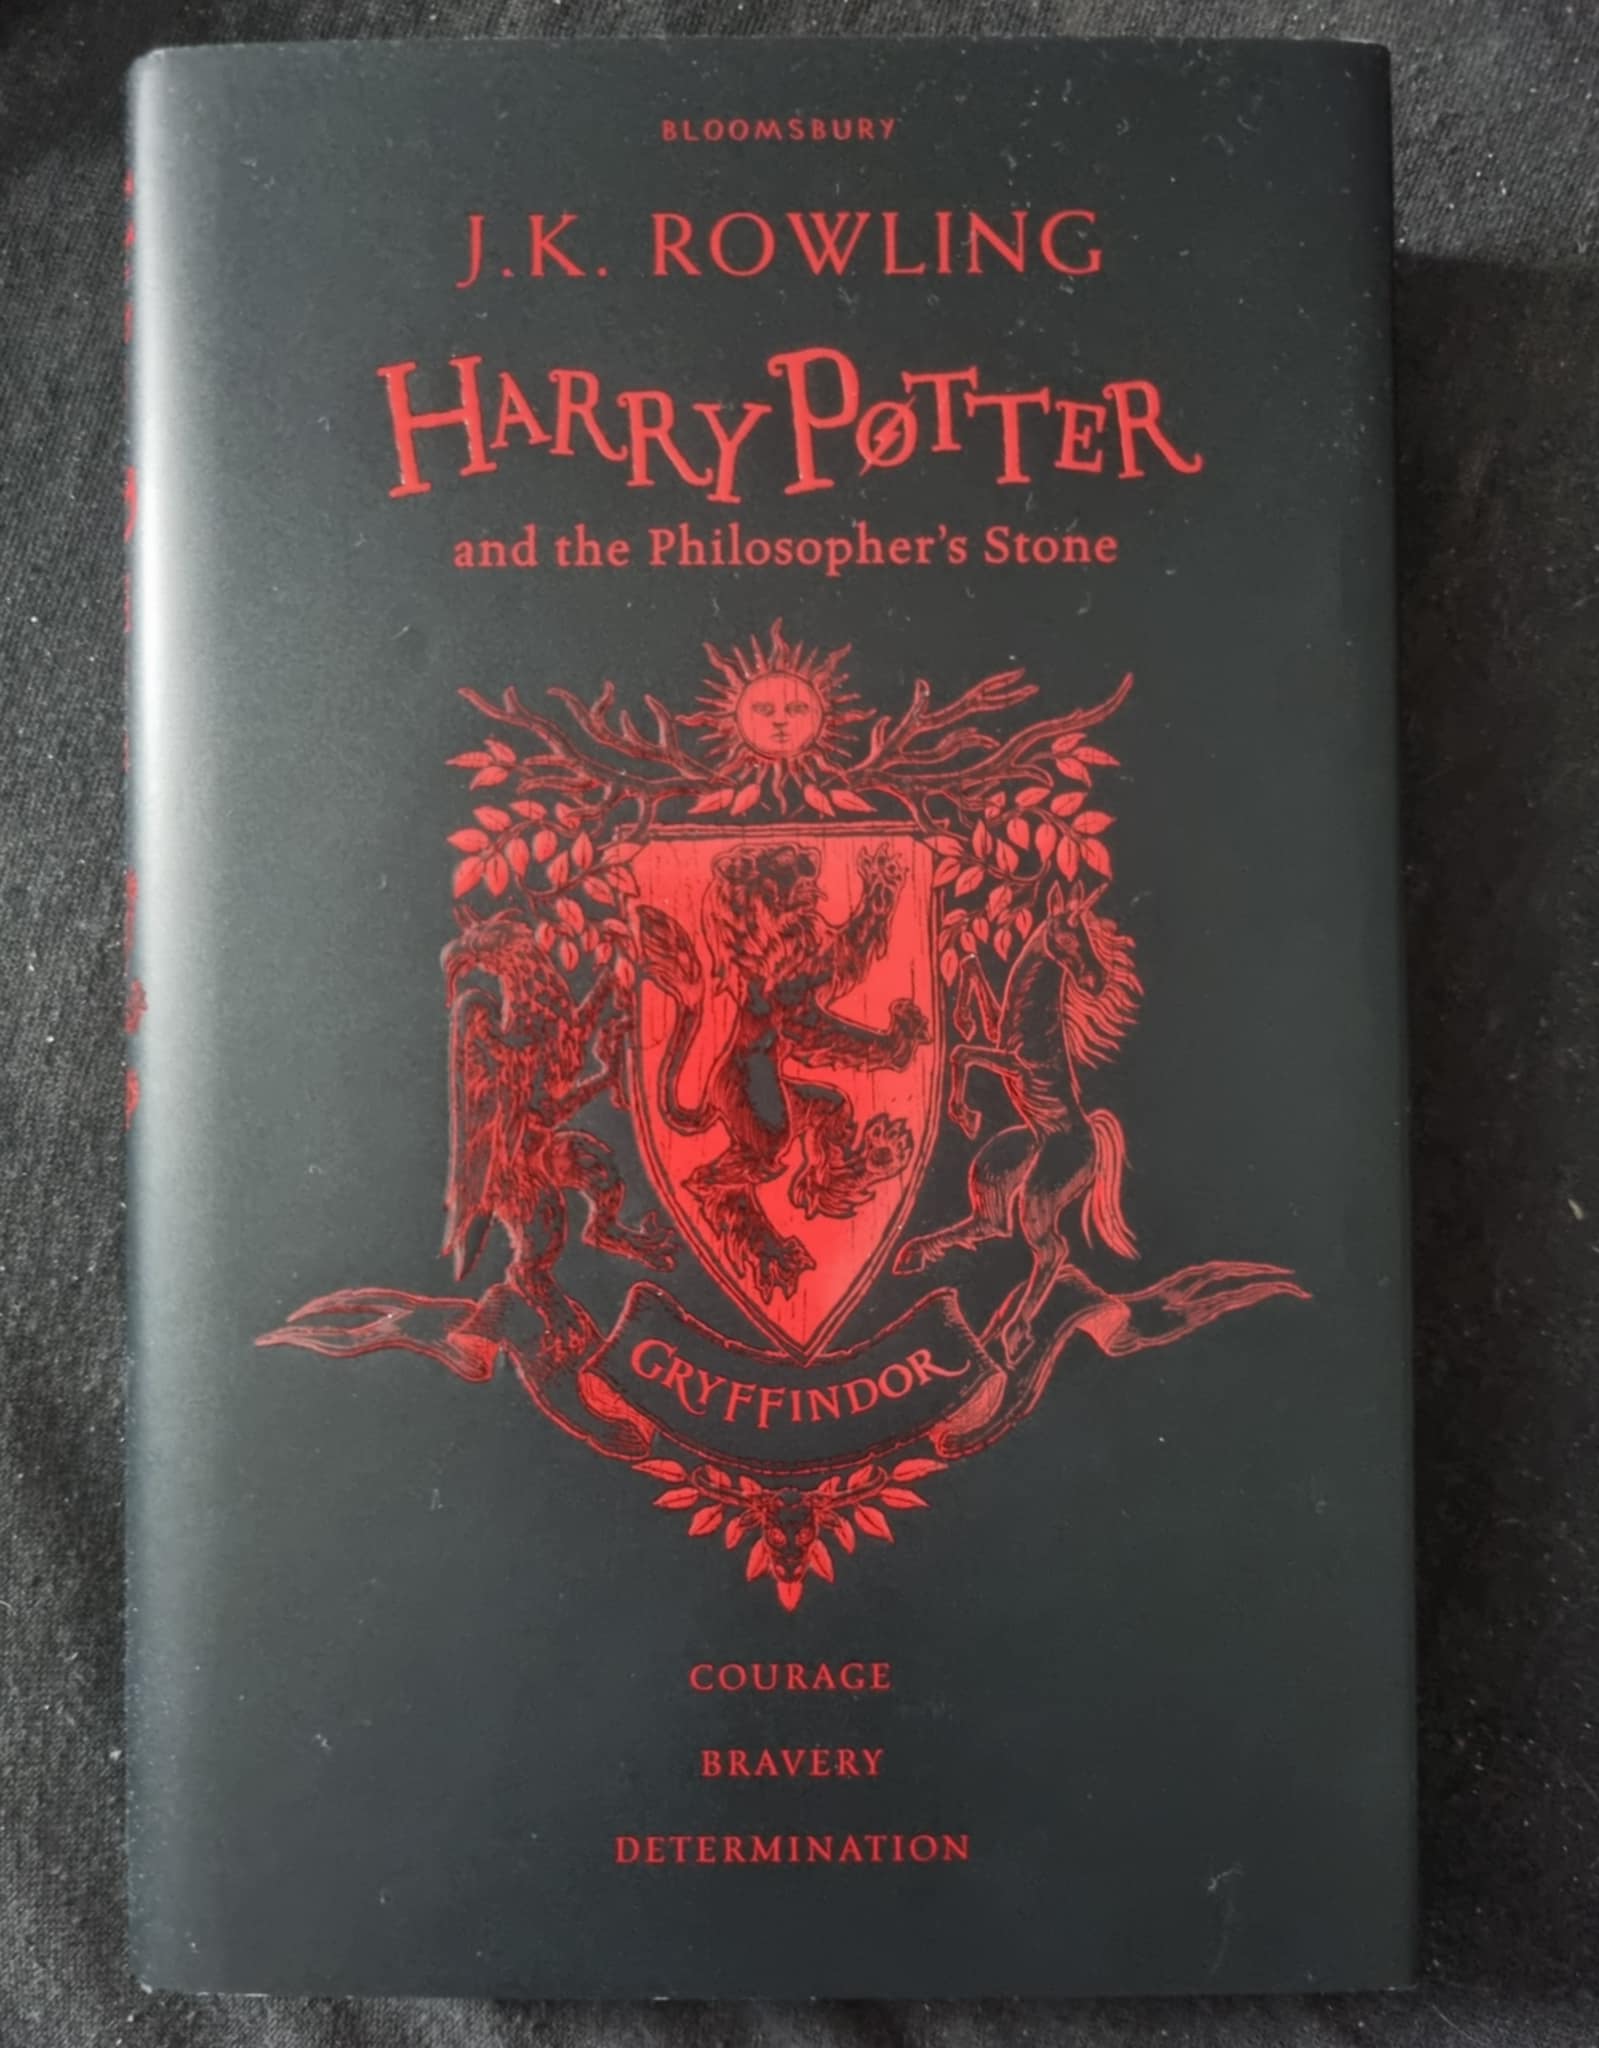 BLOOMSBURY
J.K. ROWLING
HARRY POTTER
and the Philosopher's Stone
GRYFFINDOR
COURAGE
BRAVERY
DETERMINATION